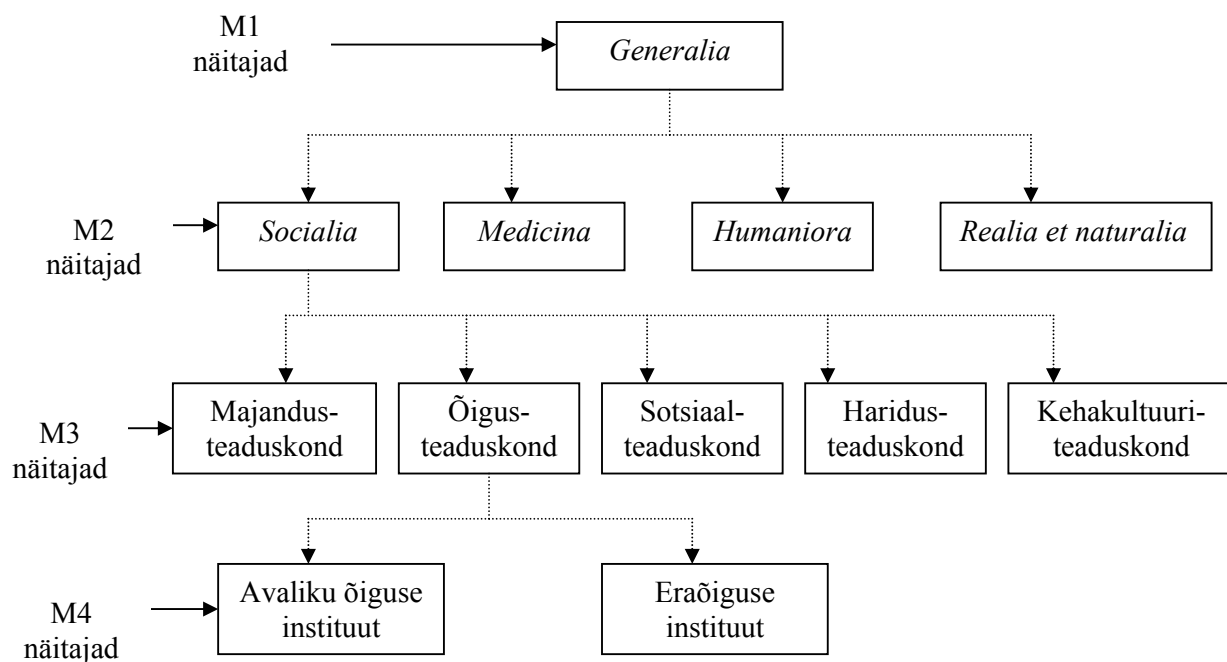 M1
näitajad
Generalia
M2
näitajad
Socialia
Medicina
Humaniora
Realia et naturalia
M3
näitajad
Majandus-
teaduskond
Õigus-
teaduskond
Sotsiaal-
teaduskond
Haridus-
teaduskond
Kehakultuuri-
teaduskond
M4
näitajad
Avaliku õiguse
instituut
Eraõiguse
instituut